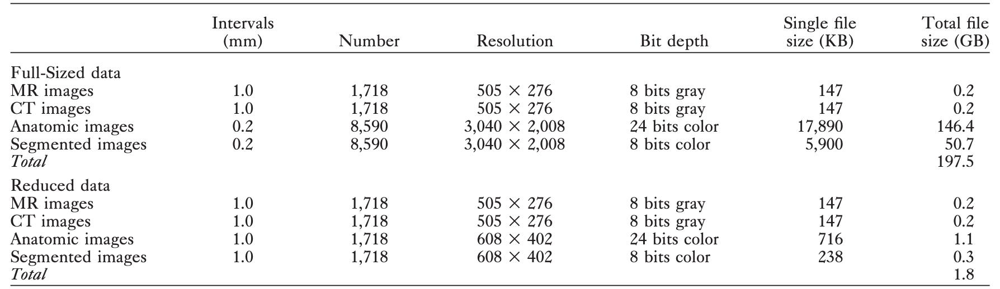 Intervals (mm) Number Resolution Bit depth Single file size (KB) Total file size (GB)
Full-Sized data
MR images 1.0 1,718 505 × 276 8 bits gray 147 0.2
CT images 1.0 1,718 505 × 276 8 bits gray 147 0.2
Anatomic images 0.2 8,590 3,040 × 2,008 24 bits color 17,890 146.4
Segmented images 0.2 8,590 3,040 × 2,008 8 bits color 5,900 50.7
Total 197.5
Reduced data
MR images 1.0 1,718 505 × 276 8 bits gray 147 0.2
CT images 1.0 1,718 505 × 276 8 bits gray 147 0.2
Anatomic images 1.0 1,718 608 × 402 24 bits color 716 1.1
Segmented images 1.0 1,718 608 × 402 8 bits color 238 0.3
Total 1.8